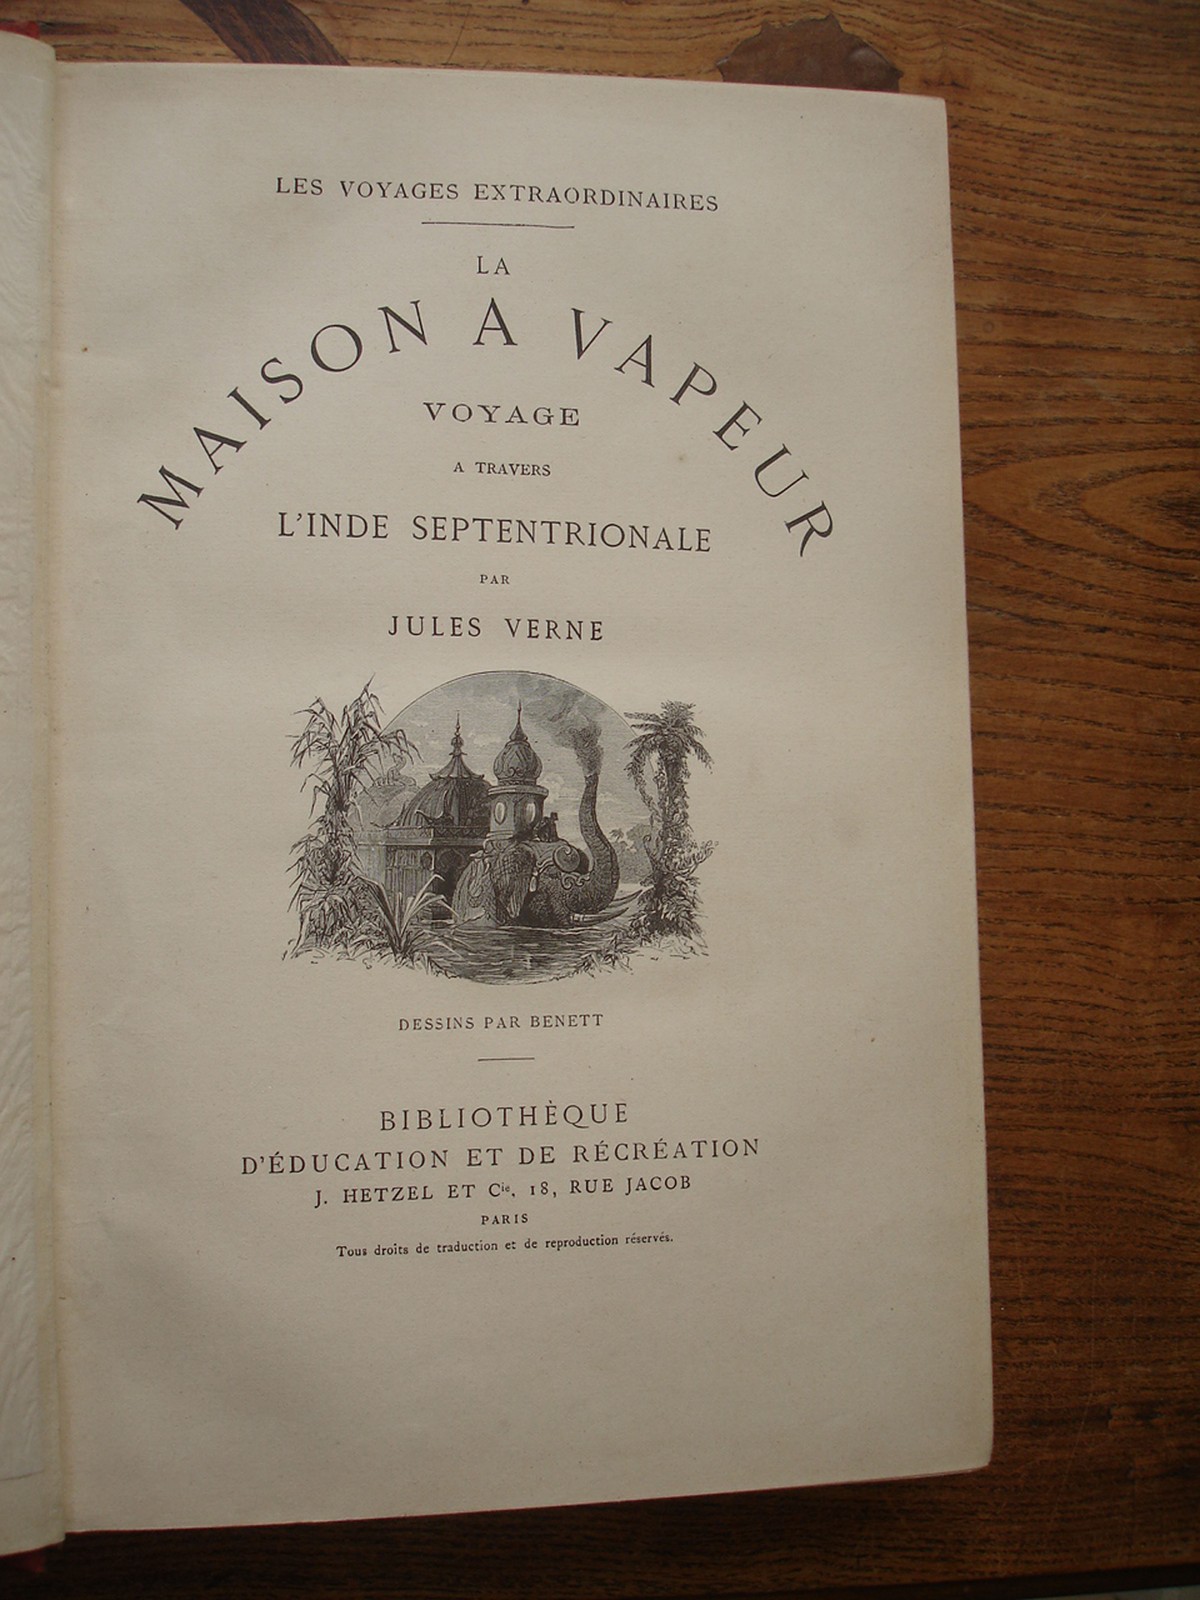 LES VOYAGES EXTRAORDINAIRES
LA
MAISON A VAPEUR
VOYAGE
A TRAVERS
L'INDE SEPTENTRIONALE
PAR
JULES VERNE
DESSINS PAR BENETT
BIBLIOTHÈQUE
D'ÉDUCATION ET DE RÉCRÉATION
J. HETZEL ET Cie, 18, RUE JACOB
PARIS
Tous droits de traduction et de reproduction réservés.